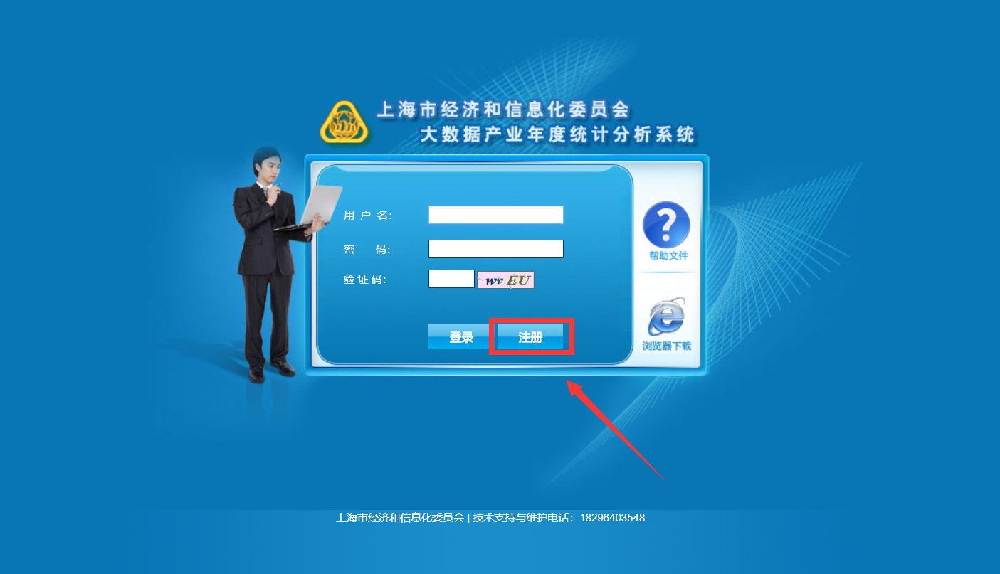 上海市经济和信息化委员会
大数据产业年度统计分析系统
用 户 名:
密 码:
验证码:
wv EU
登录 注册
帮助文件
浏览器下载
上海市经济和信息化委员会 | 技术支持与维护电话：18296403548